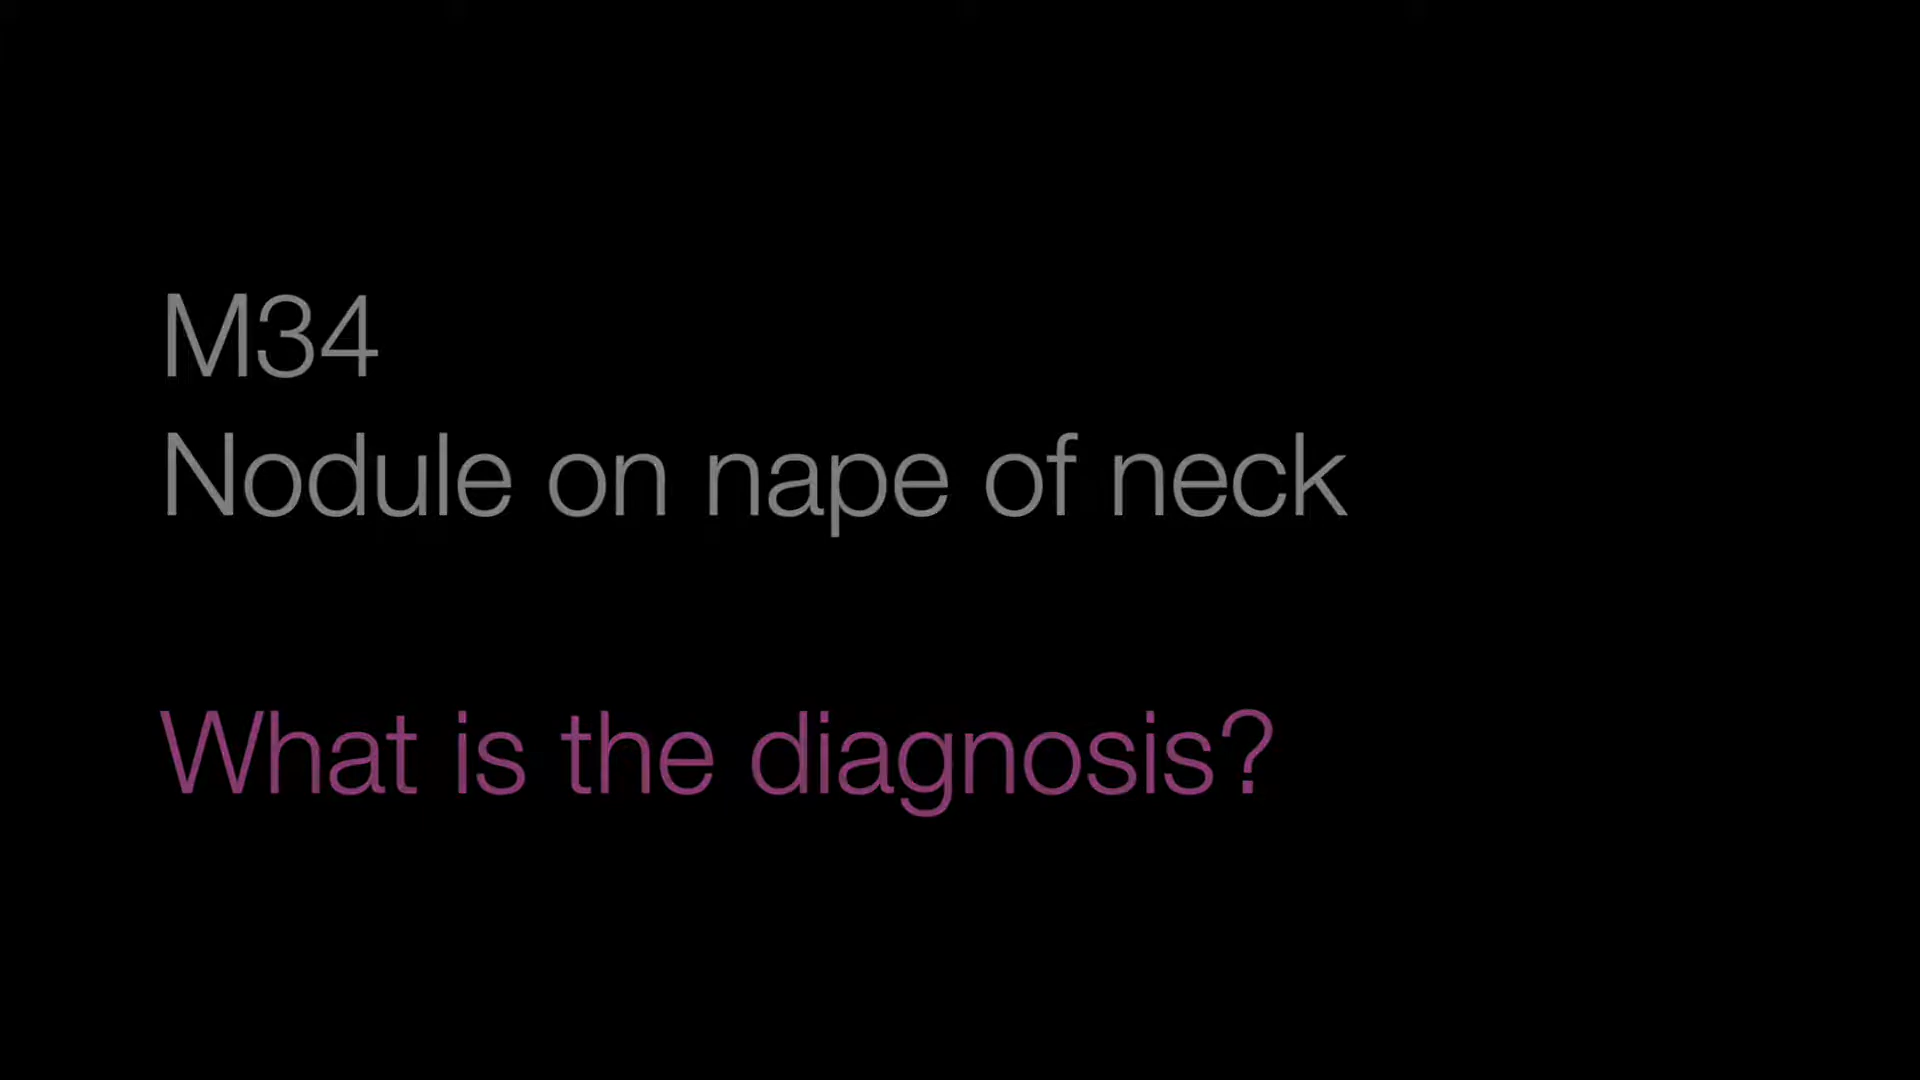 M34
Nodule on nape of neck
What is the diagnosis?